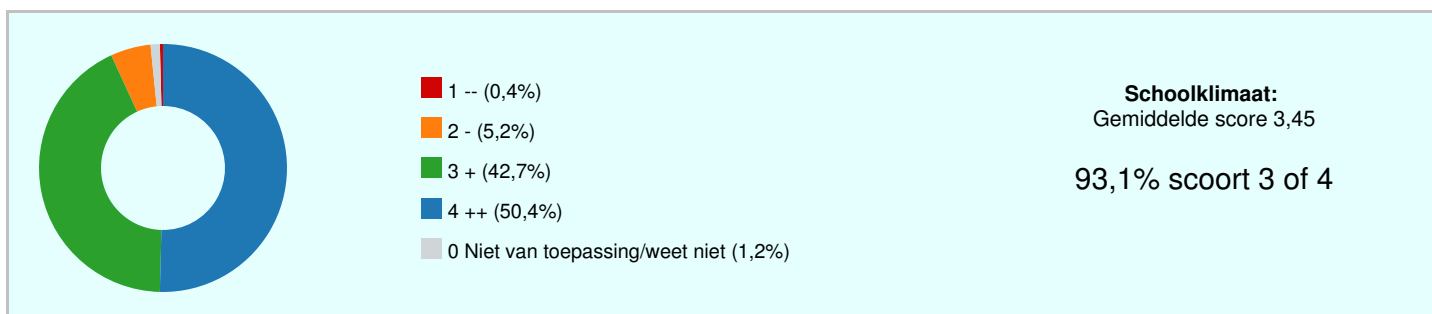 1 -- (0,4%)
2 - (5,2%)
3 + (42,7%)
4 ++ (50,4%)
0 Niet van toepassing/weet niet (1,2%)
Schoolklimaat:
Gemiddelde score 3,45
93,1% scoort 3 of 4